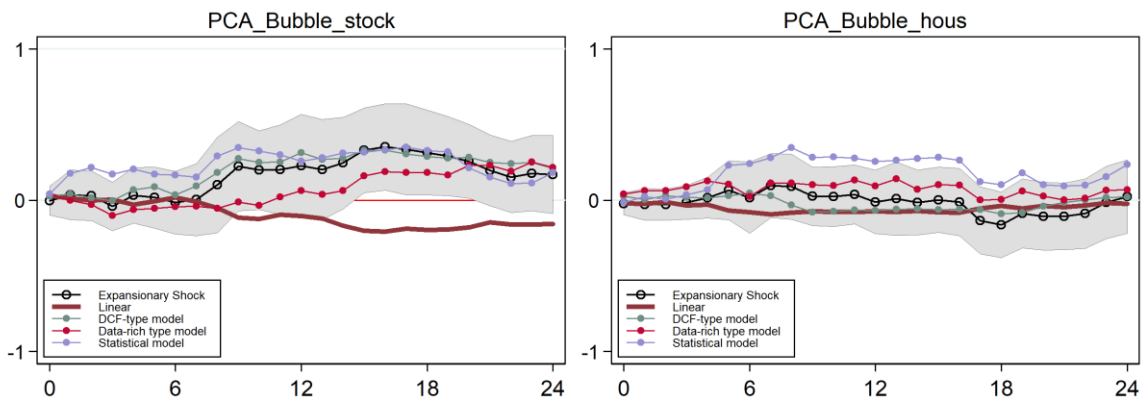 PCA_Bubble_stock
1
0
-1
Expansionary Shock
Linear
DCF-type model
Data-rich type model
Statistical model
0 6 12 18 24
PCA_Bubble_hous
1
0
-1
Expansionary Shock
Linear
DCF-type model
Data-rich type model
Statistical model
0 6 12 18 24